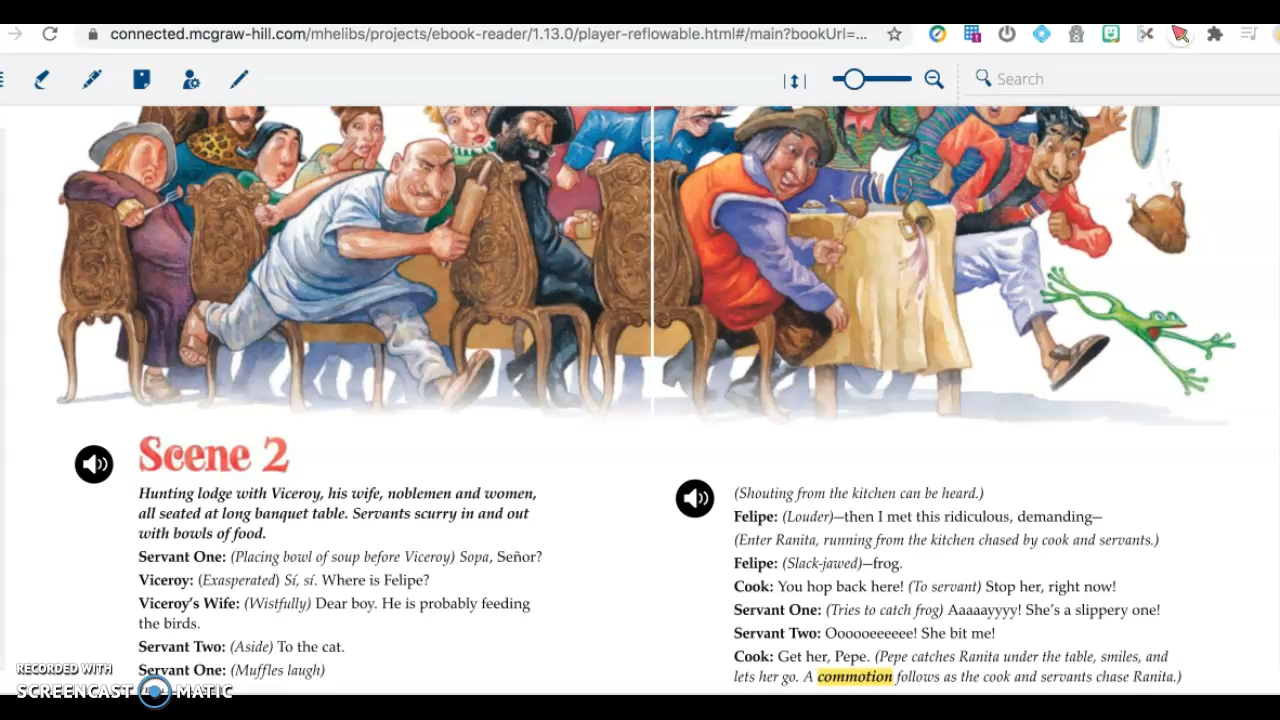 connected.mcgraw-hill.com/mhelibs/projects/ebook-reader/1.13.0/player-reflowable.html#/main?bookUrl=...
Search
Scene 2
Hunting lodge with Viceroy, his wife, noblemen and women,
all seated at long banquet table. Servants scurry in and out
with bowls of food.
Servant One: (Placing bowl of soup before Viceroy) Sopa, Señor?
Viceroy: (Exasperated) Sí, sí. Where is Felipe?
Viceroy's Wife: (Wistfully) Dear boy. He is probably feeding
the birds.
Servant Two: (Aside) To the cat.
Servant One: (Muffles laugh)
(Shouting from the kitchen can be heard.)
Felipe: (Louder)—then I met this ridiculous, demanding—
(Enter Ranita, running from the kitchen chased by cook and servants.)
Felipe: (Slack-jawed)—frog.
Cook: You hop back here! (To servant) Stop her, right now!
Servant One: (Tries to catch frog) Aaaaayyyy! She's a slippery one!
Servant Two: Oooooeeeeee! She bit me!
Cook: Get her, Pepe. (Pepe catches Ranita under the table, smiles, and
lets her go. A commotion follows as the cook and servants chase Ranita.)
RECORDED WITH
SCREENCAST MATIC